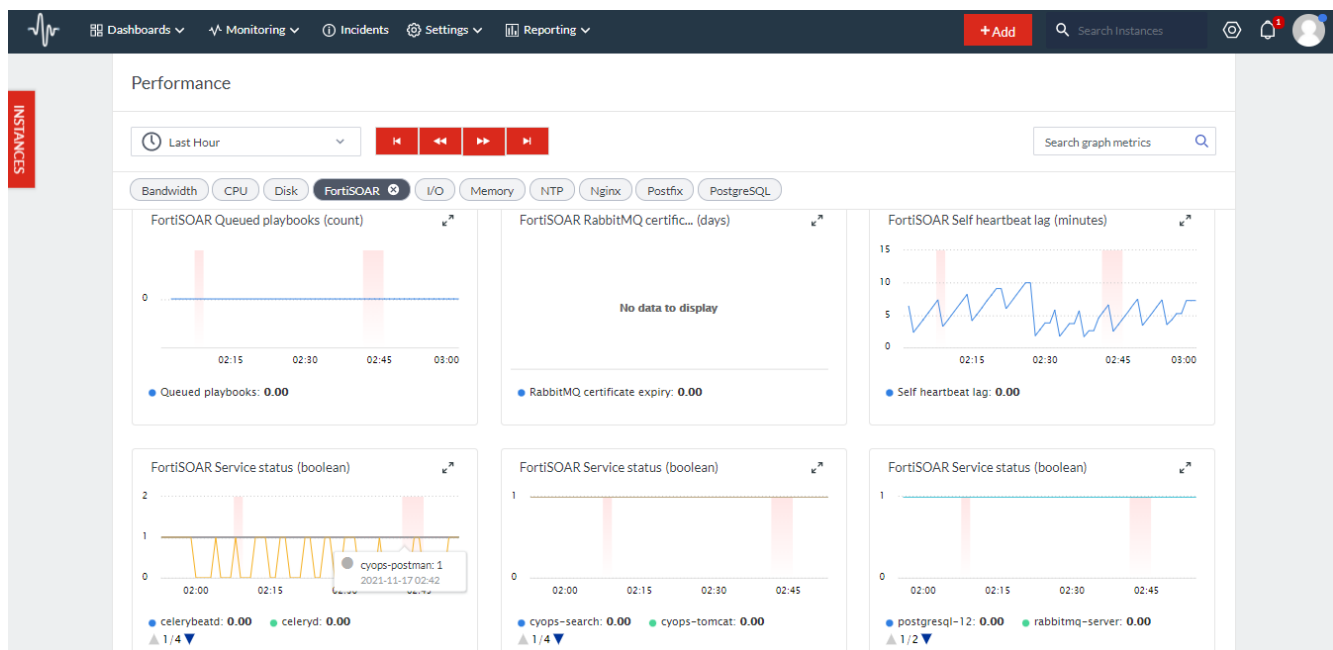 Dashboards Monitoring Incidents Settings Reporting +Add Search Instances 1
INSTANCES
Performance
Last Hour Search graph metrics
Bandwidth CPU Disk FortiSOAR I/O Memory NTP Nginx Postfix PostgreSQL
FortiSOAR Queued playbooks (count)
0
02:15 02:30 02:45 03:00
Queued playbooks: 0.00
FortiSOAR RabbitMQ certific... (days)
No data to display
RabbitMQ certificate expiry: 0.00
FortiSOAR Self heartbeat lag (minutes)
15
10
5
0
02:15 02:30 02:45 03:00
Self heartbeat lag: 0.00
FortiSOAR Service status (boolean)
2
1
0
cyops-postman: 1
2021-11-17 02:42
02:00 02:15
celerybeatd: 0.00 celeryd: 0.00
1/4
FortiSOAR Service status (boolean)
1
0
02:00 02:15 02:30 02:45
cyops-search: 0.00 cyops-tomcat: 0.00
1/4
FortiSOAR Service status (boolean)
1
0
02:00 02:15 02:30 02:45
postgresql-12: 0.00 rabbitmq-server: 0.00
1/2